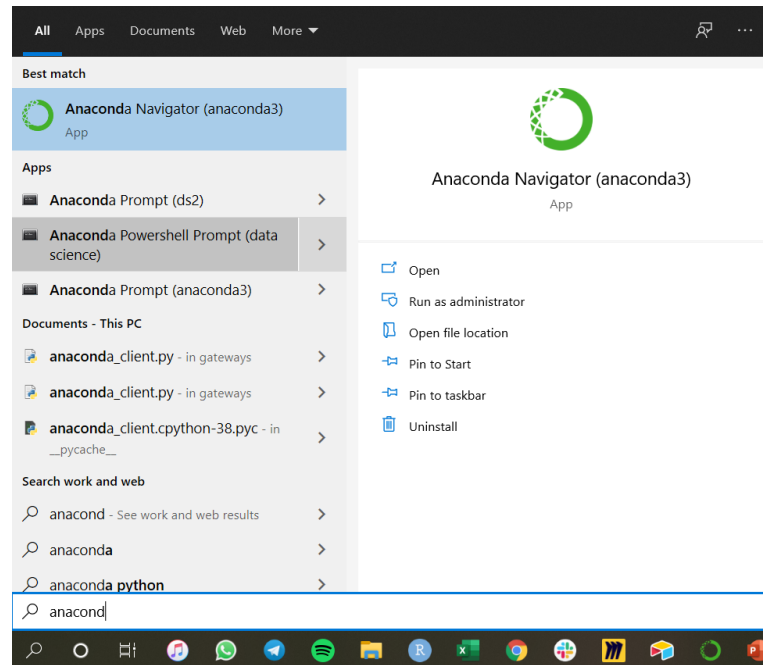 All Apps Documents Web More
Best match
Anaconda Navigator (anaconda3)
App
Apps
Anaconda Prompt (ds2)
Anaconda Powershell Prompt (data
science)
Anaconda Prompt (anaconda3)
Documents - This PC
anaconda_client.py - in gateways
anaconda_client.py - in gateways
anaconda_client.cpython-38.pyc - in
__pycache__
Search work and web
anacond - See work and web results
anaconda
anaconda python
anacond
Anaconda Navigator (anaconda3)
App
Open
Run as administrator
Open file location
Pin to Start
Pin to taskbar
Uninstall